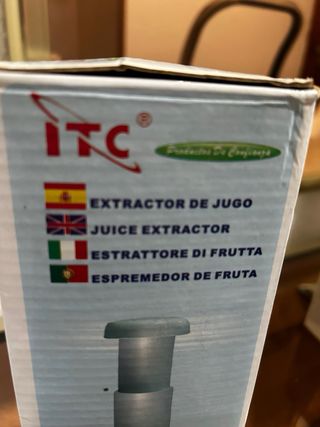 ITC®
Productos De Confianza
EXTRACTOR DE JUGO
JUICE EXTRACTOR
ESTRATTORE DI FRUTTA
ESPREMEDOR DE FRUTA